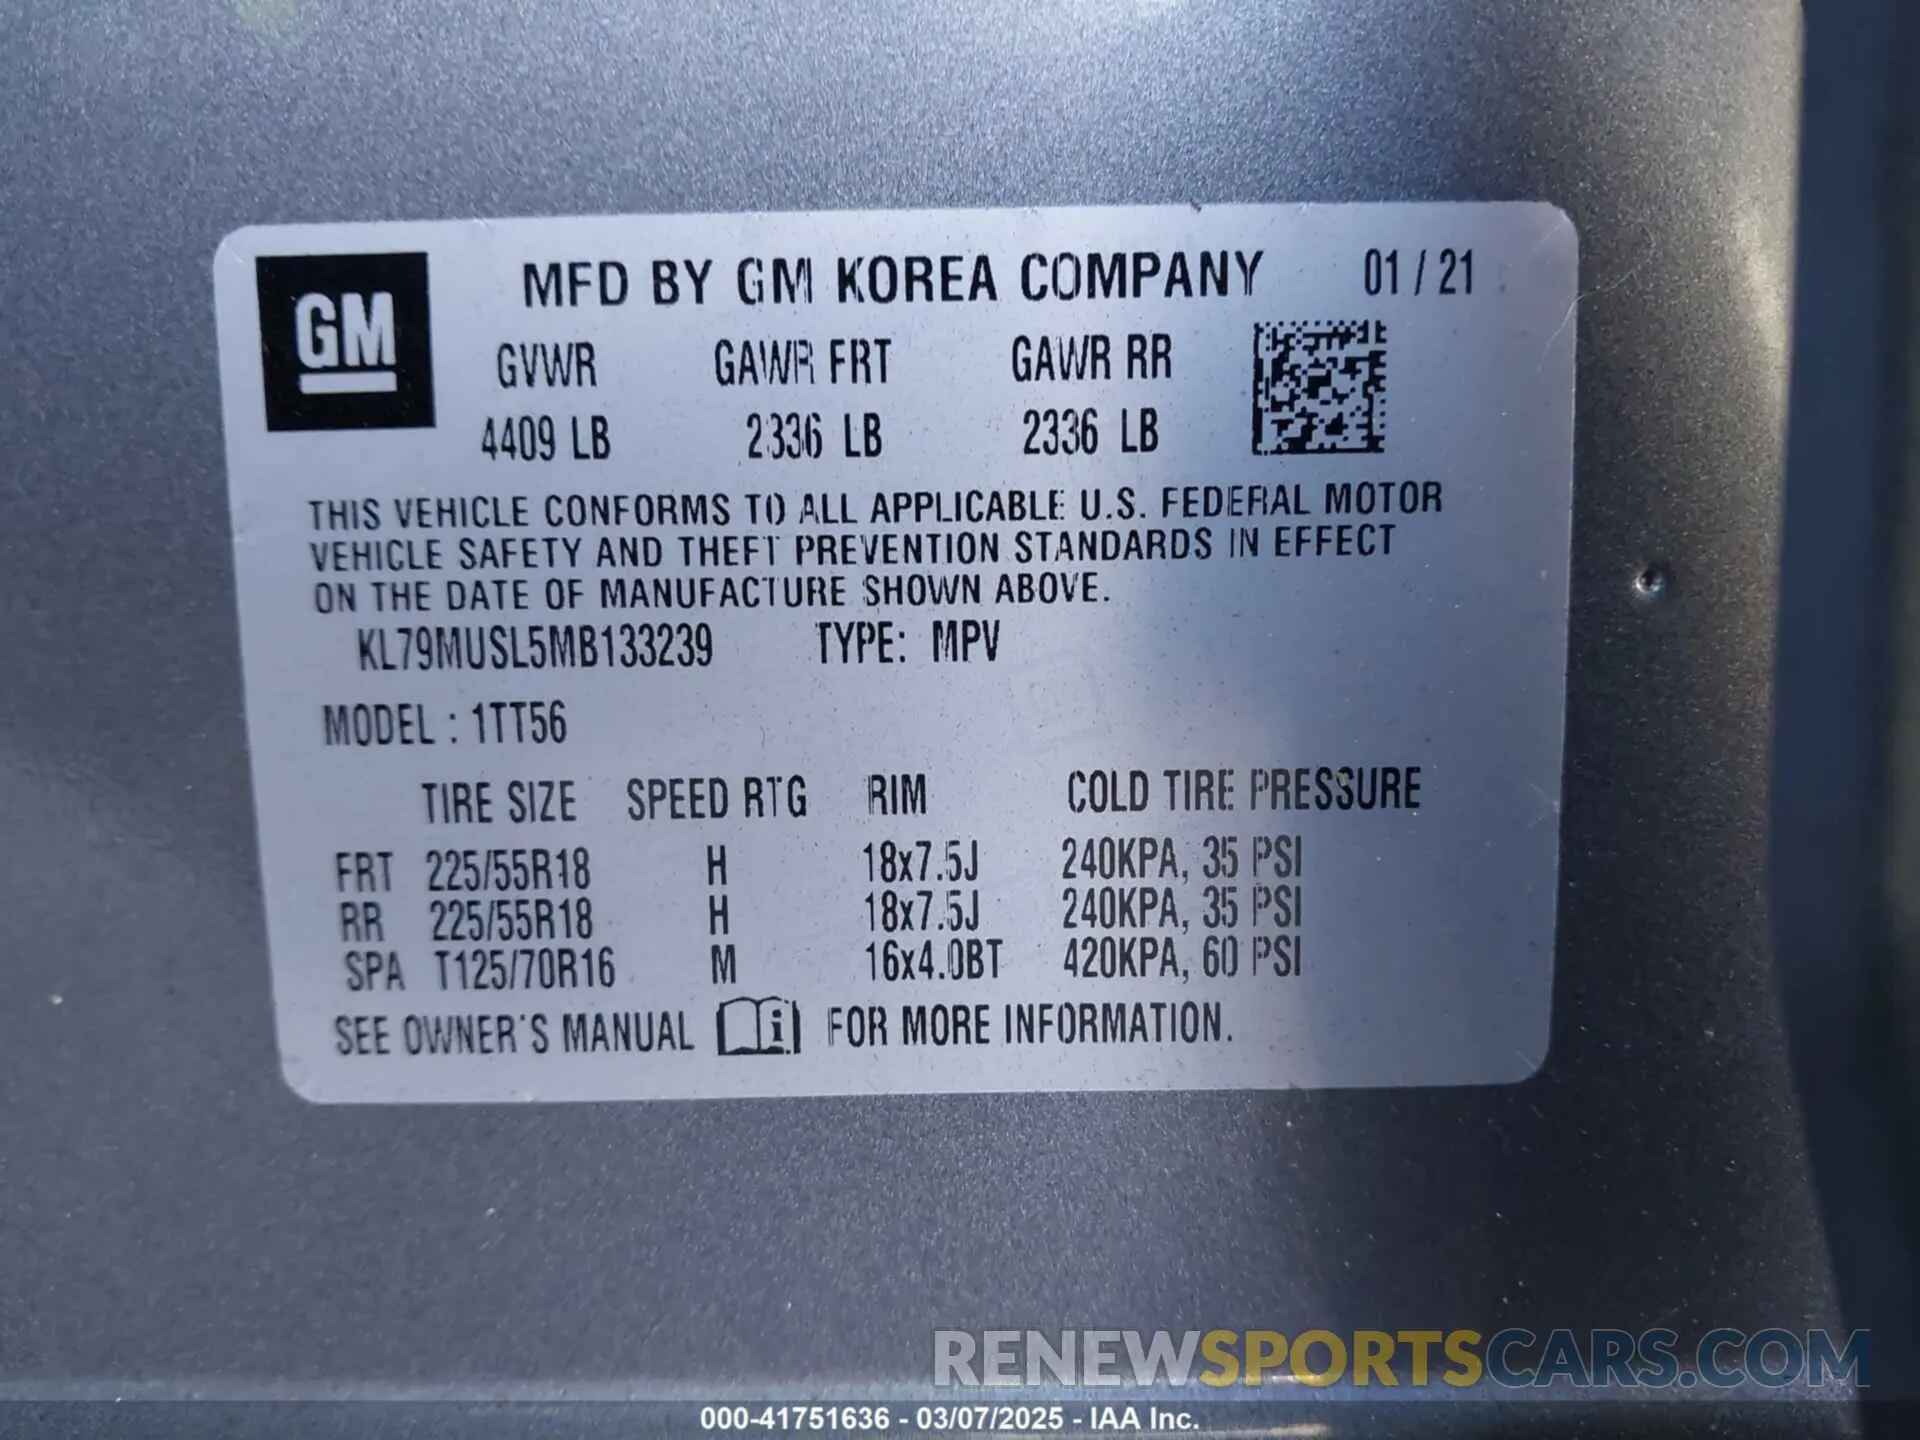 GM
MFD BY GM KOREA COMPANY 01 / 21
GVWR GAWR FRT GAWR RR
4409 LB 2336 LB 2336 LB
THIS VEHICLE CONFORMS TO ALL APPLICABLE U.S. FEDERAL MOTOR
VEHICLE SAFETY AND THEFT PREVENTION STANDARDS IN EFFECT
ON THE DATE OF MANUFACTURE SHOWN ABOVE.
KL79MUSL5MB133239 TYPE: MPV
MODEL : 1TT56
TIRE SIZE SPEED RTG RIM COLD TIRE PRESSURE
FRT 225/55R18 H 18x7.5J 240KPA, 35 PSI
RR 225/55R18 H 18x7.5J 240KPA, 35 PSI
SPA T125/70R16 M 16x4.0BT 420KPA, 60 PSI
SEE OWNER'S MANUAL i FOR MORE INFORMATION.
RENEWSPORTSCARS.COM
000-41751636 - 03/07/2025 - IAA Inc.